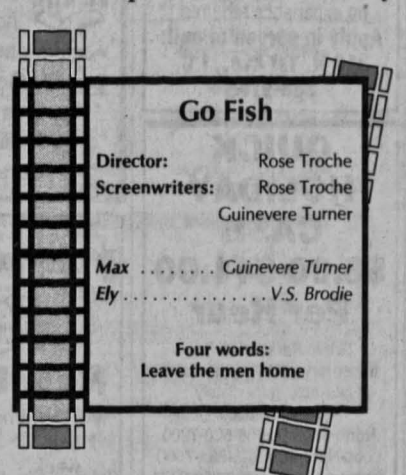 Go Fish
Director: Rose Troche
Screenwriters: Rose Troche
Guinevere Turner
Max ........ Guinevere Turner
Ely ................ V.S. Brodie
Four words:
Leave the men home